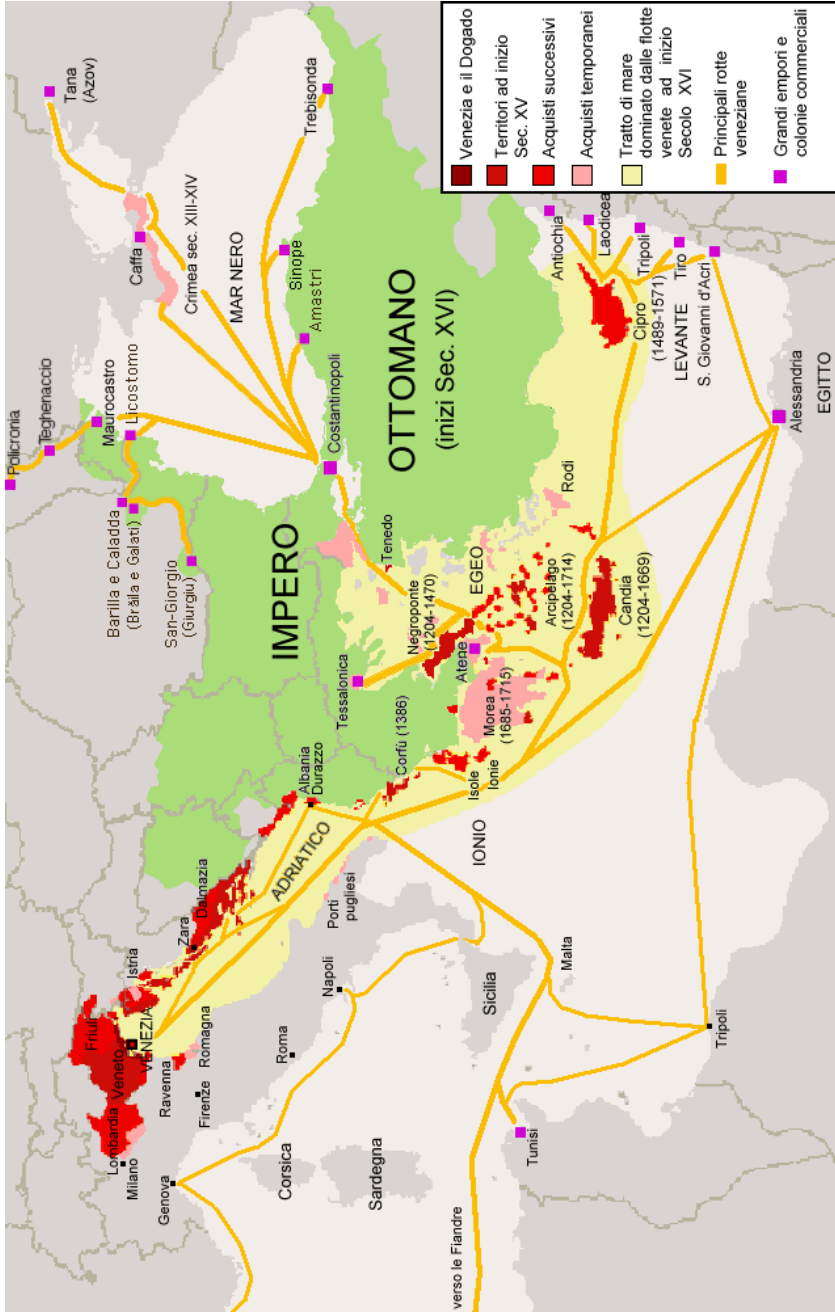 Policronia
Teghenaccio
Maurocastro
Licostomo
Barilla e Caladda
(Brăila e Galati)
San-Giorgio
(Giurgiu)
Tana
(Azov)
Caffa
Crimea sec. XIII-XIV
MAR NERO
Trebisonda
Sinope
Amastri
Costantinopoli
IMPERO
OTTOMANO
(inizi Sec. XVI)
Friuli
Veneto
VENEZIA
Istria
Lombardia
Milano
Ravenna
Romagna
Firenze
Genova
Zara
Dalmazia
ADRIATICO
Albania
Durazzo
Roma
Napoli
Porti
pugliesi
Corsica
Sardegna
Sicilia
Malta
IONIO
Corfù (1386)
Isole
Ionie
Tessalonica
Negroponte
(1204-1470)
Tenedo
EGEO
Atene
Morea
(1685-1715)
Arcipelago
(1204-1714)
Rodi
Candia
(1204-1669)
Cipro
(1489-1571)
LEVANTE
Antiochia
Laodicea
Tripoli
Tiro
S. Giovanni d'Acri
Alessandria
EGITTO
Tripoli
Tunisi
verso le Fiandre
Venezia e il Dogado
Territori ad inizio
Sec. XV
Acquisti successivi
Acquisti temporanei
Tratto di mare
dominato dalle flotte
venete ad inizio
Secolo XVI
Principali rotte
veneziane
Grandi empori e
colonie commerciali